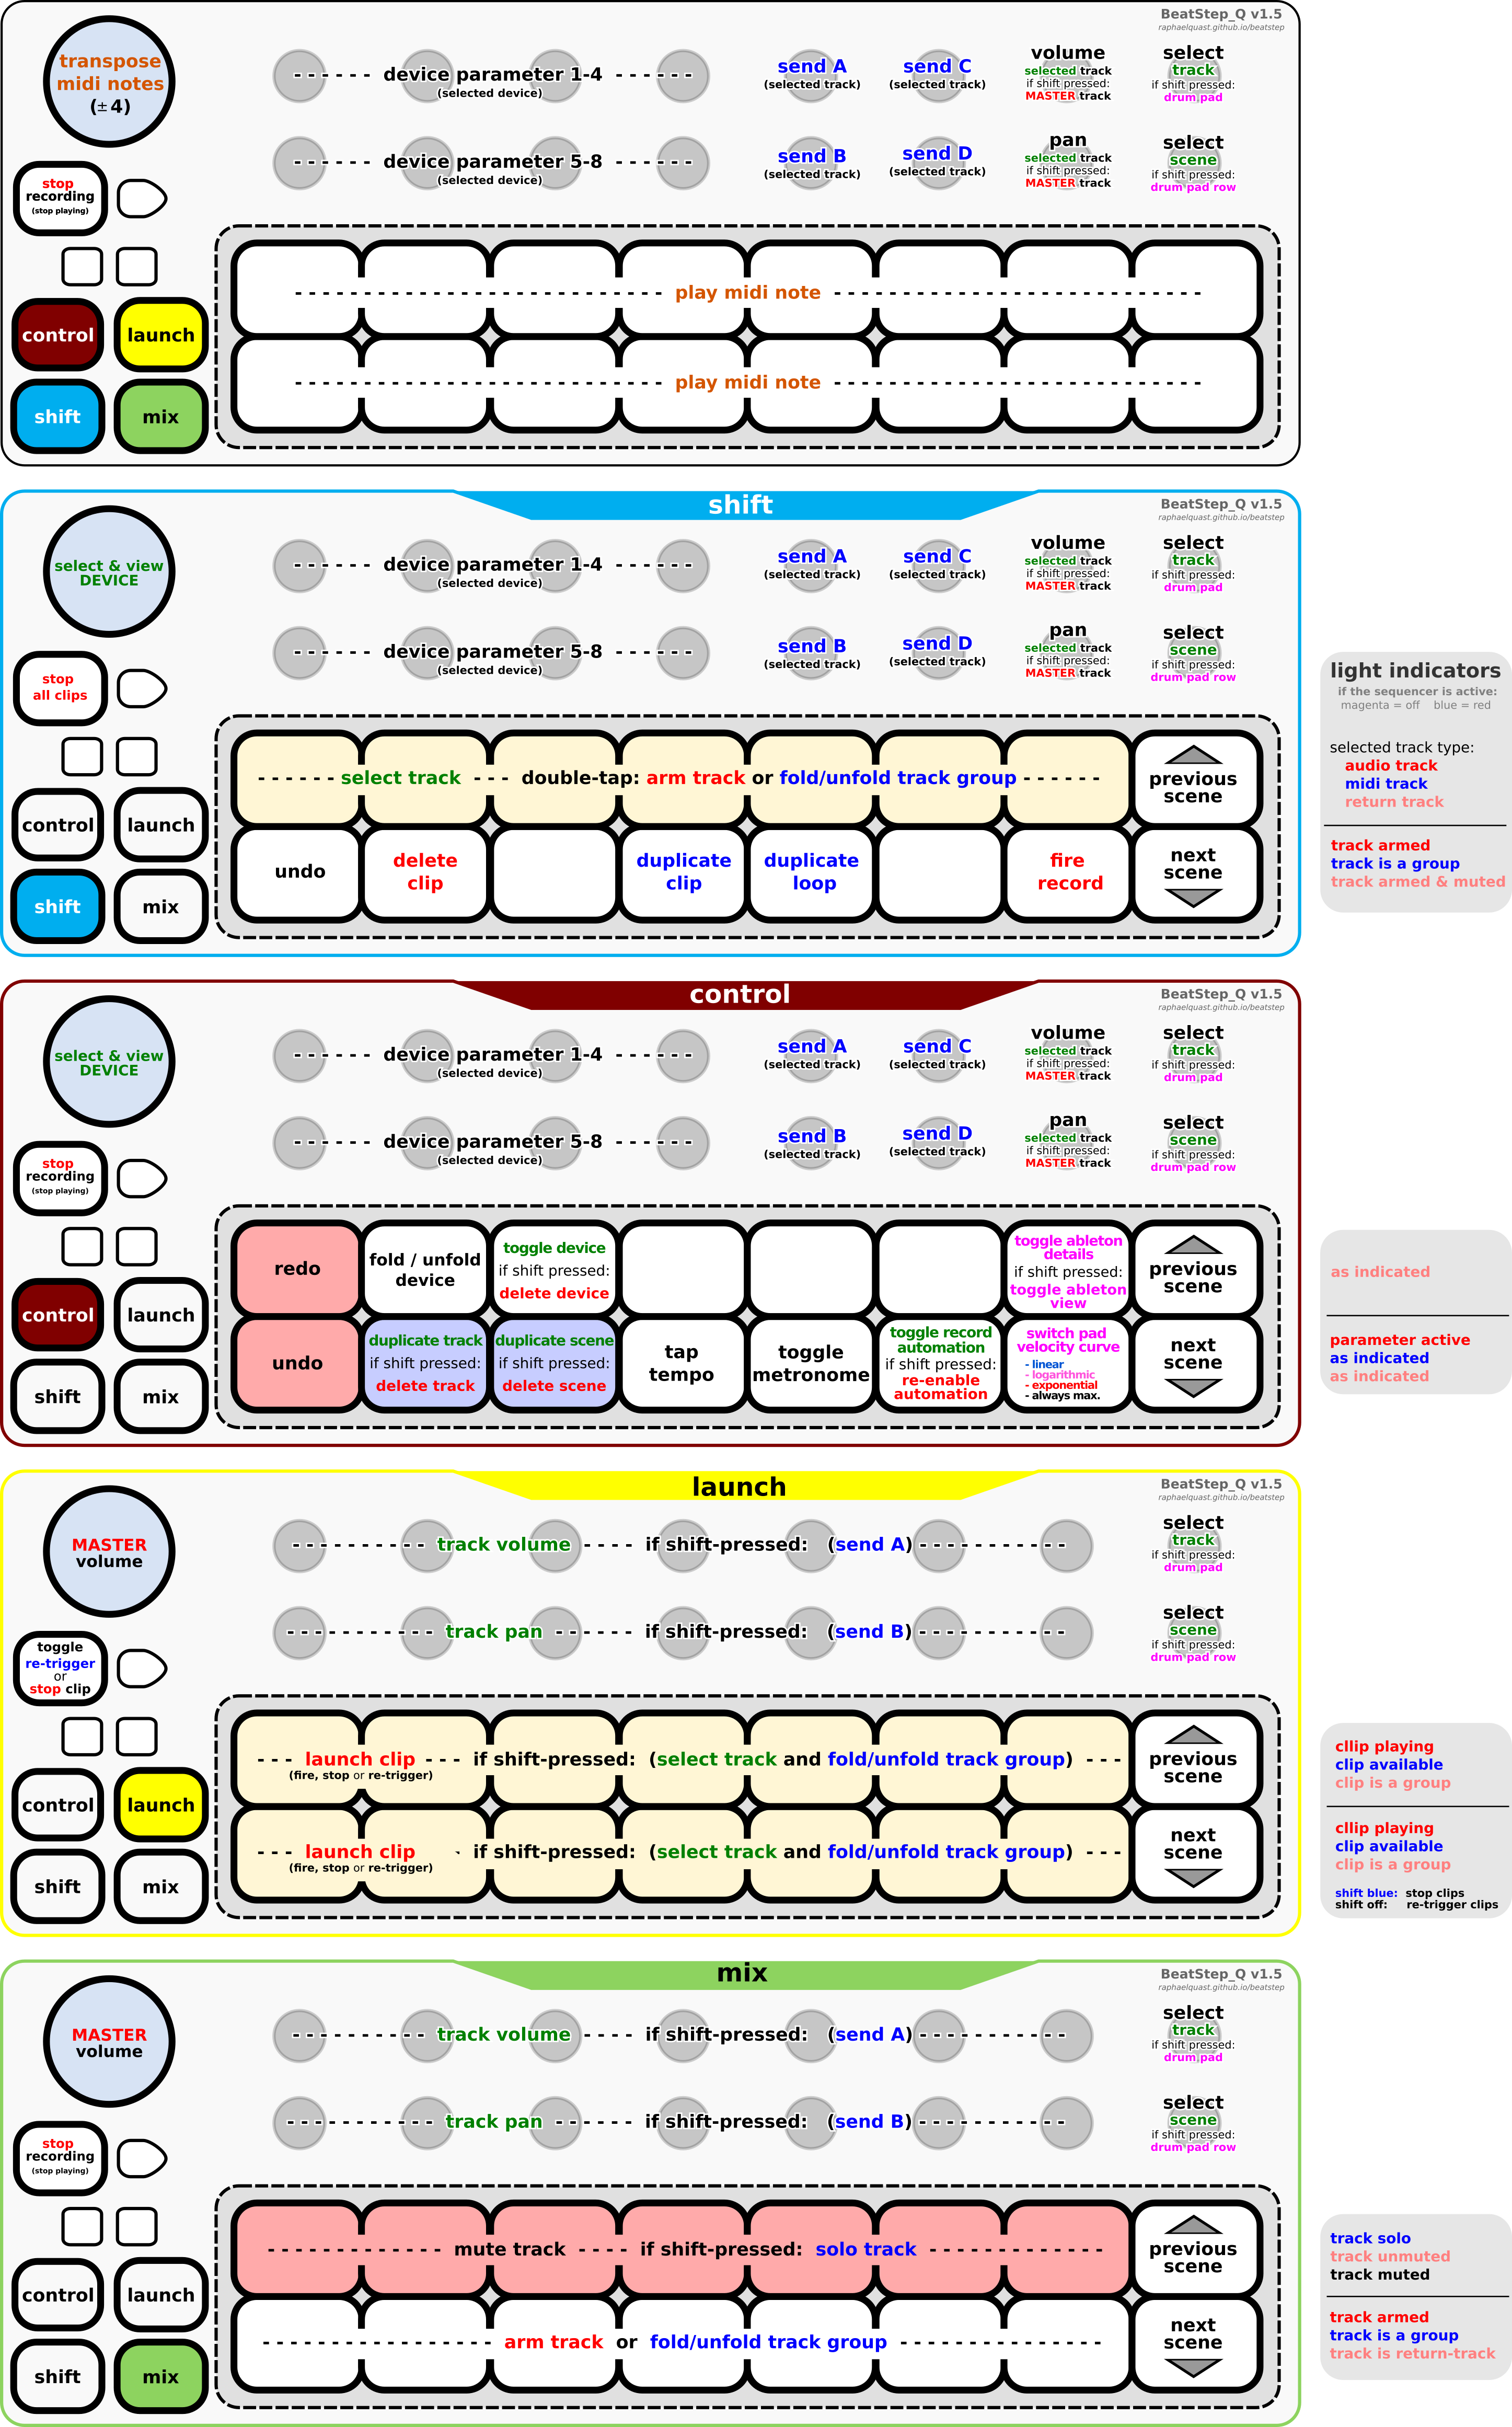 BeatStep_Q v1.5
raphaelquast.github.io/beatstep
transpose
midi notes
(±4)
- - - - - - device parameter 1-4 - - - - - -
(selected device)
send A
(selected track)
send C
(selected track)
volume
selected track
if shift pressed:
MASTER track
select
track
if shift pressed:
drum pad
- - - - - - device parameter 5-8 - - - - - -
(selected device)
send B
(selected track)
send D
(selected track)
pan
selected track
if shift pressed:
MASTER track
select
scene
if shift pressed:
drum pad row
stop
recording
(stop playing)
play midi note
play midi note
control
launch
shift
mix
shift
BeatStep_Q v1.5
raphaelquast.github.io/beatstep
select & view
DEVICE
- - - - - - device parameter 1-4 - - - - - -
(selected device)
send A
(selected track)
send C
(selected track)
volume
selected track
if shift pressed:
MASTER track
select
track
if shift pressed:
drum pad
- - - - - - device parameter 5-8 - - - - - -
(selected device)
send B
(selected track)
send D
(selected track)
pan
selected track
if shift pressed:
MASTER track
select
scene
if shift pressed:
drum pad row
stop
all clips
- - - - - - select track - - - double-tap: arm track or fold/unfold track group - - - - - -
previous
scene
undo
delete
clip
duplicate
clip
duplicate
loop
fire
record
next
scene
control
launch
shift
mix
light indicators
if the sequencer is active:
magenta = off blue = red
selected track type:
audio track
midi track
return track
track armed
track is a group
track armed & muted
control
BeatStep_Q v1.5
raphaelquast.github.io/beatstep
select & view
DEVICE
- - - - - - device parameter 1-4 - - - - - -
(selected device)
send A
(selected track)
send C
(selected track)
volume
selected track
if shift pressed:
MASTER track
select
track
if shift pressed:
drum pad
- - - - - - device parameter 5-8 - - - - - -
(selected device)
send B
(selected track)
send D
(selected track)
pan
selected track
if shift pressed:
MASTER track
select
scene
if shift pressed:
drum pad row
stop
recording
(stop playing)
redo
fold / unfold
device
toggle device
if shift pressed:
delete device
toggle ableton
details
if shift pressed:
toggle ableton
view
previous
scene
undo
duplicate track
if shift pressed:
delete track
duplicate scene
if shift pressed:
delete scene
tap
tempo
toggle
metronome
toggle record
automation
if shift pressed:
re-enable
automation
switch pad
velocity curve
- linear
- logarithmic
- exponential
- always max.
next
scene
control
launch
shift
mix
as indicated
parameter active
as indicated
as indicated
launch
BeatStep_Q v1.5
raphaelquast.github.io/beatstep
MASTER
volume
- - - - - - - - - - track volume - - - - if shift-pressed: (send A) - - - - - - - - - - -
select
track
if shift pressed:
drum pad
- - - - - - - - - - - track pan - - - - - - if shift-pressed: (send B) - - - - - - - - - - -
select
scene
if shift pressed:
drum pad row
toggle
re-trigger
or
stop clip
- - - launch clip - - - if shift-pressed: (select track and fold/unfold track group) - - -
(fire, stop or re-trigger)
previous
scene
- - - launch clip - if shift-pressed: (select track and fold/unfold track group) - - -
(fire, stop or re-trigger)
next
scene
control
launch
shift
mix
cllip playing
clip available
clip is a group
cllip playing
clip available
clip is a group
shift blue: stop clips
shift off: re-trigger clips
mix
BeatStep_Q v1.5
raphaelquast.github.io/beatstep
MASTER
volume
- - - - - - - - - - track volume - - - - if shift-pressed: (send A) - - - - - - - - - - -
select
track
if shift pressed:
drum pad
- - - - - - - - - - - track pan - - - - - - if shift-pressed: (send B) - - - - - - - - - - -
select
scene
if shift pressed:
drum pad row
stop
recording
(stop playing)
- - - - - - - - - - - - - mute track - - - - if shift-pressed: solo track - - - - - - - - - - - - -
previous
scene
- - - - - - - - - - - - - - - - - - arm track or fold/unfold track group - - - - - - - - - - - - - - -
next
scene
control
launch
shift
mix
track solo
track unmuted
track muted
track armed
track is a group
track is return-track